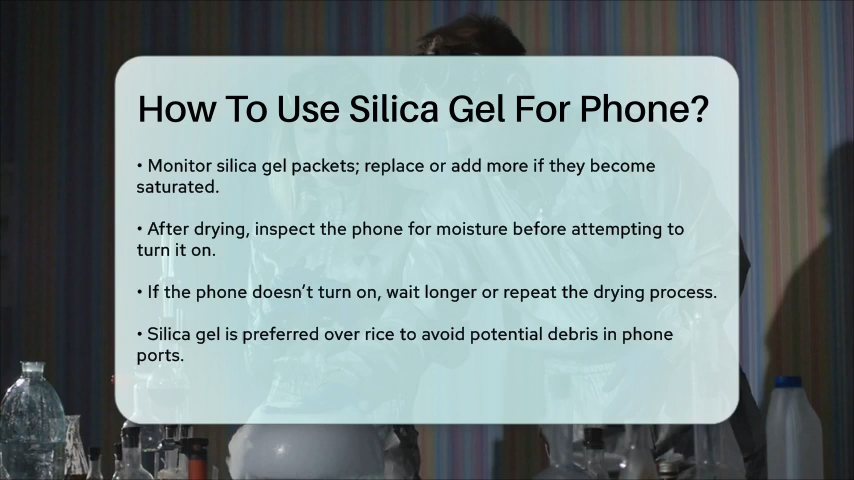 How To Use Silica Gel For Phone?
• Monitor silica gel packets; replace or add more if they become
saturated.
• After drying, inspect the phone for moisture before attempting to
turn it on.
• If the phone doesn’t turn on, wait longer or repeat the drying process.
• Silica gel is preferred over rice to avoid potential debris in phone
ports.